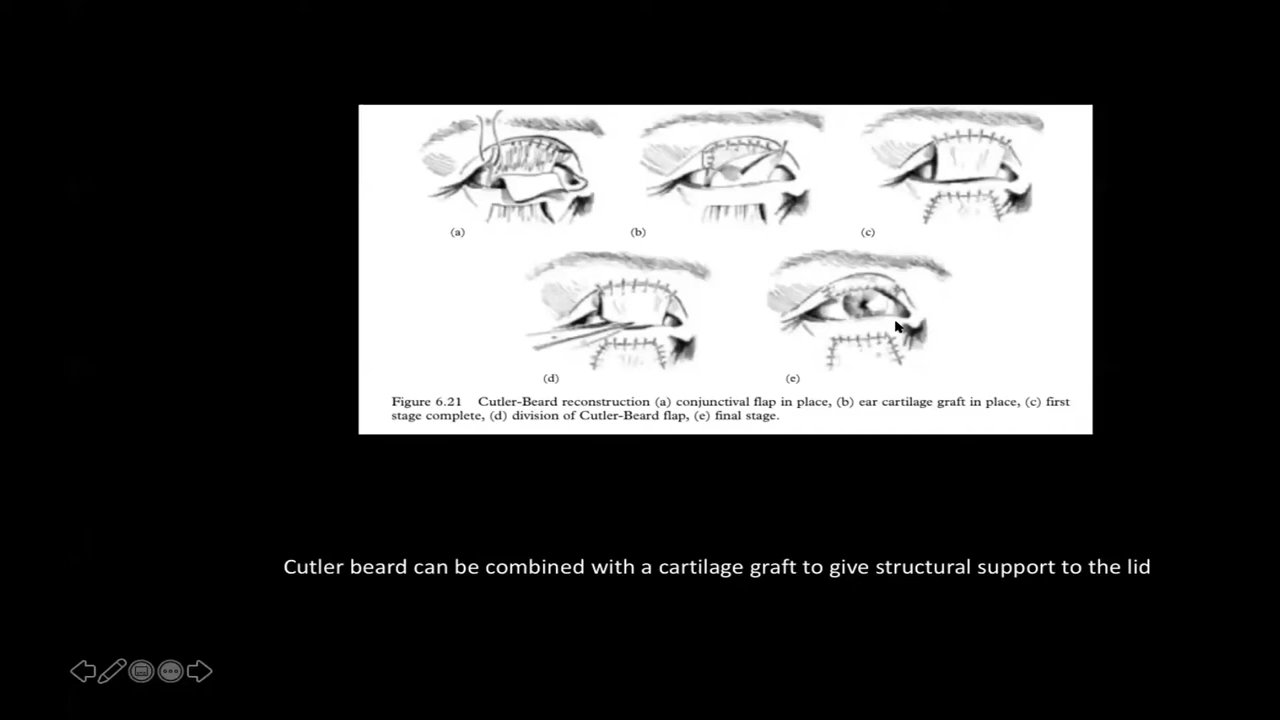 (a)
(b)
(c)
(d)
(e)
Figure 6.21 Cutler-Beard reconstruction (a) conjunctival flap in place, (b) ear cartilage graft in place, (c) first
stage complete, (d) division of Cutler-Beard flap, (e) final stage.
Cutler beard can be combined with a cartilage graft to give structural support to the lid